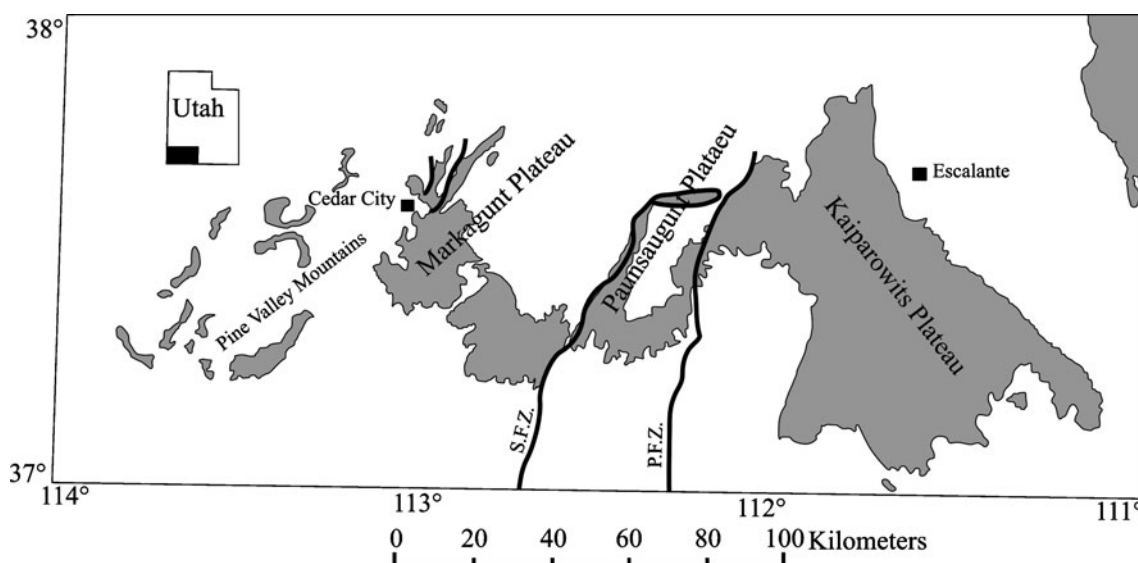 38°
Utah
Cedar City
Pine Valley Mountains
Markagunt Plateau
Paunsaugunt Plataeu
Escalante
Kaiparowits Plateau
S.F.Z.
P.F.Z.
37°
114°
113°
112°
111°
0 20 40 60 80 100 Kilometers